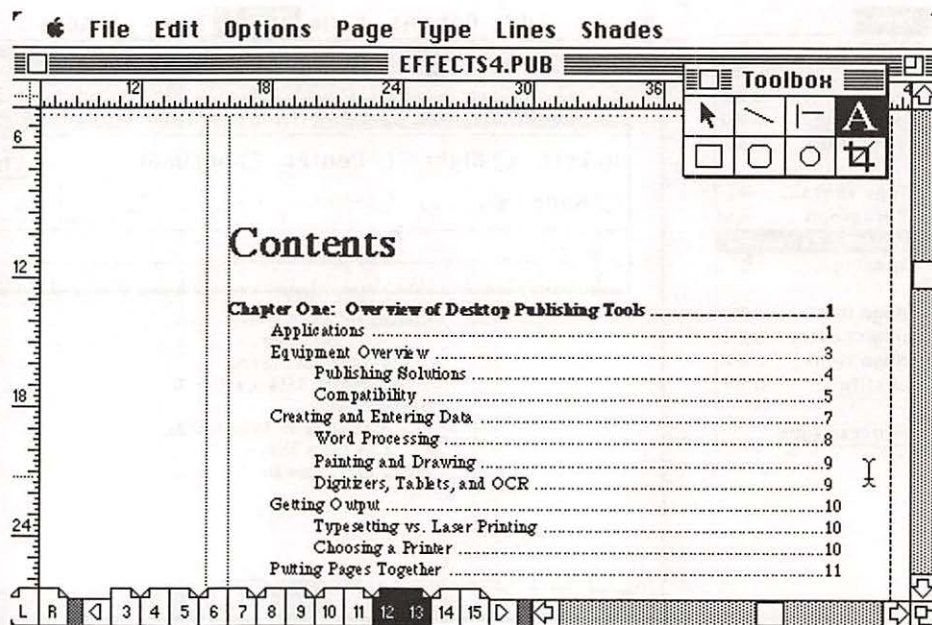 File Edit Options Page Type Lines Shades
EFFECTS4.PUB
Toolbox
12 18 24 30 36
A
6
12
18
24
Contents
Chapter One: Overview of Desktop Publishing Tools ........ 1
Applications ........ 1
Equipment Overview ........ 3
Publishing Solutions ........ 4
Compatibility ........ 5
Creating and Entering Data ........ 7
Word Processing ........ 8
Painting and Drawing ........ 9
Digitizers, Tablets, and OCR ........ 9
Getting Output ........ 10
Typesetting vs. Laser Printing ........ 10
Choosing a Printer ........ 10
Putting Pages Together ........ 11
L R 3 4 5 6 7 8 9 10 11 12 13 14 15